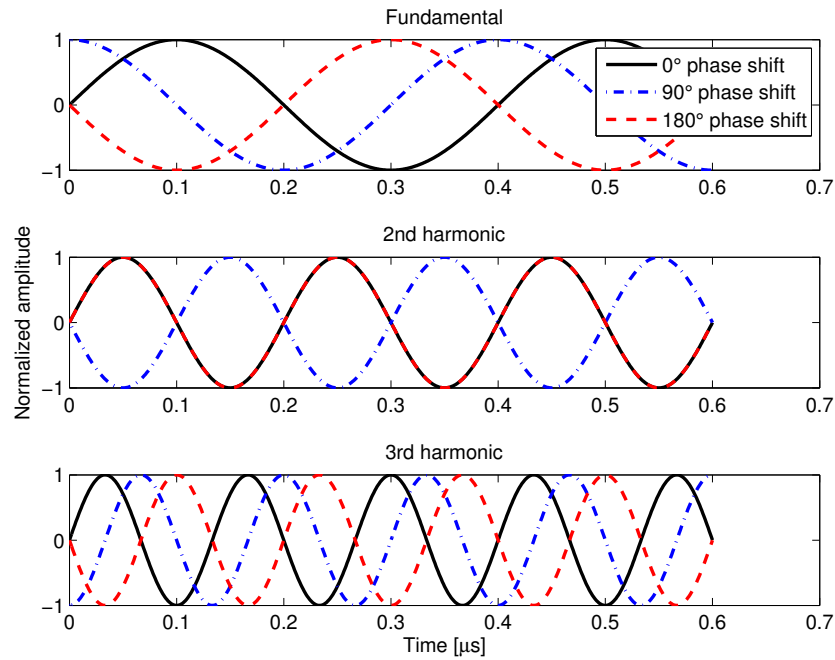 Fundamental
1
0
−1
0° phase shift
90° phase shift
180° phase shift
0 0.1 0.2 0.3 0.4 0.5 0.6 0.7
2nd harmonic
Normalized amplitude
1
0
−1
0 0.1 0.2 0.3 0.4 0.5 0.6 0.7
3rd harmonic
1
0
−1
0 0.1 0.2 0.3 0.4 0.5 0.6 0.7
Time [µs]